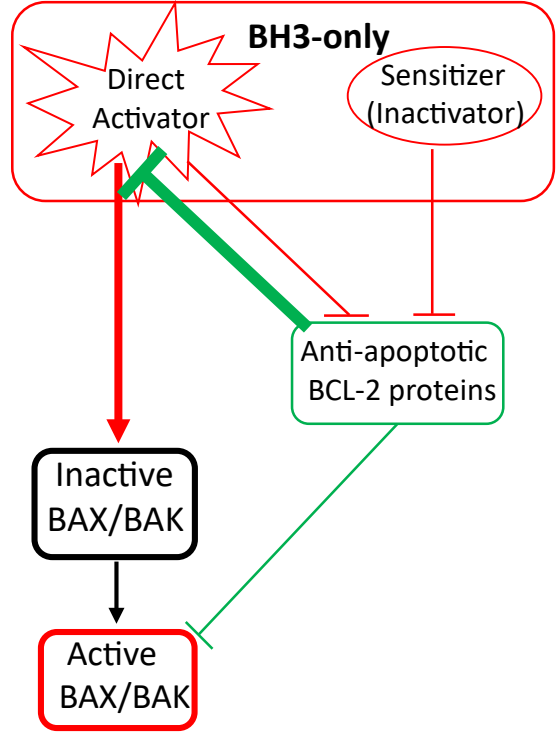 BH3-only
Direct
Activator
Sensitizer
(Inactivator)
Anti-apoptotic
BCL-2 proteins
Inactive
BAX/BAK
Active
BAX/BAK